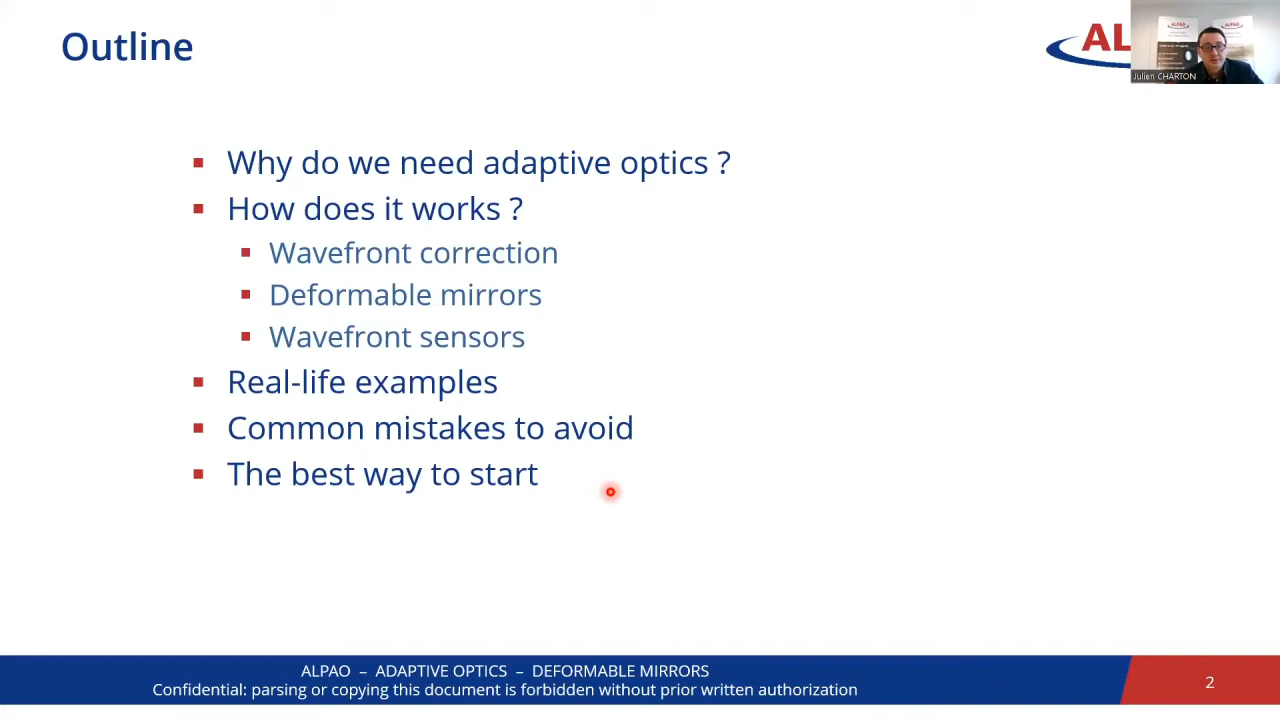 Outline
AL
ALPAO
ALPAO
Julien CHARTON
Why do we need adaptive optics ?
How does it works ?
Wavefront correction
Deformable mirrors
Wavefront sensors
Real-life examples
Common mistakes to avoid
The best way to start
ALPAO – ADAPTIVE OPTICS – DEFORMABLE MIRRORS
Confidential: parsing or copying this document is forbidden without prior written authorization
2